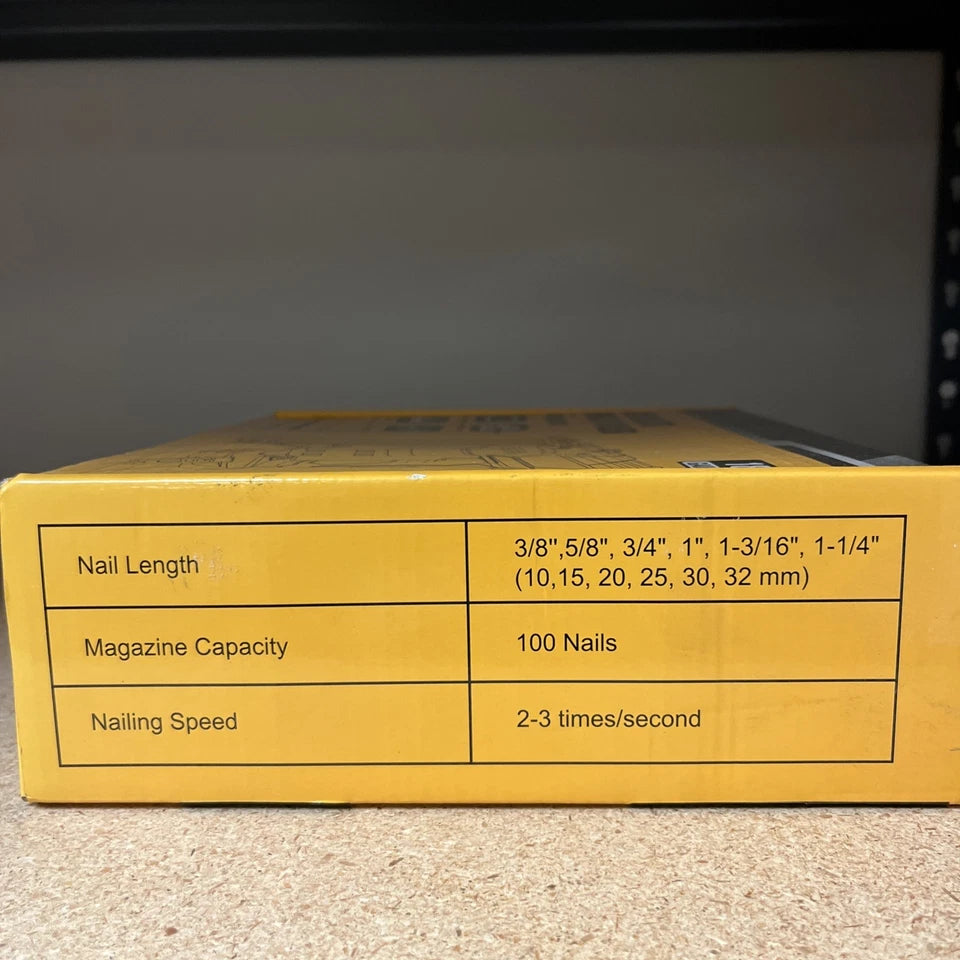 Nail Length
3/8",5/8", 3/4", 1", 1-3/16", 1-1/4"
(10,15, 20, 25, 30, 32 mm)
Magazine Capacity
100 Nails
Nailing Speed
2-3 times/second